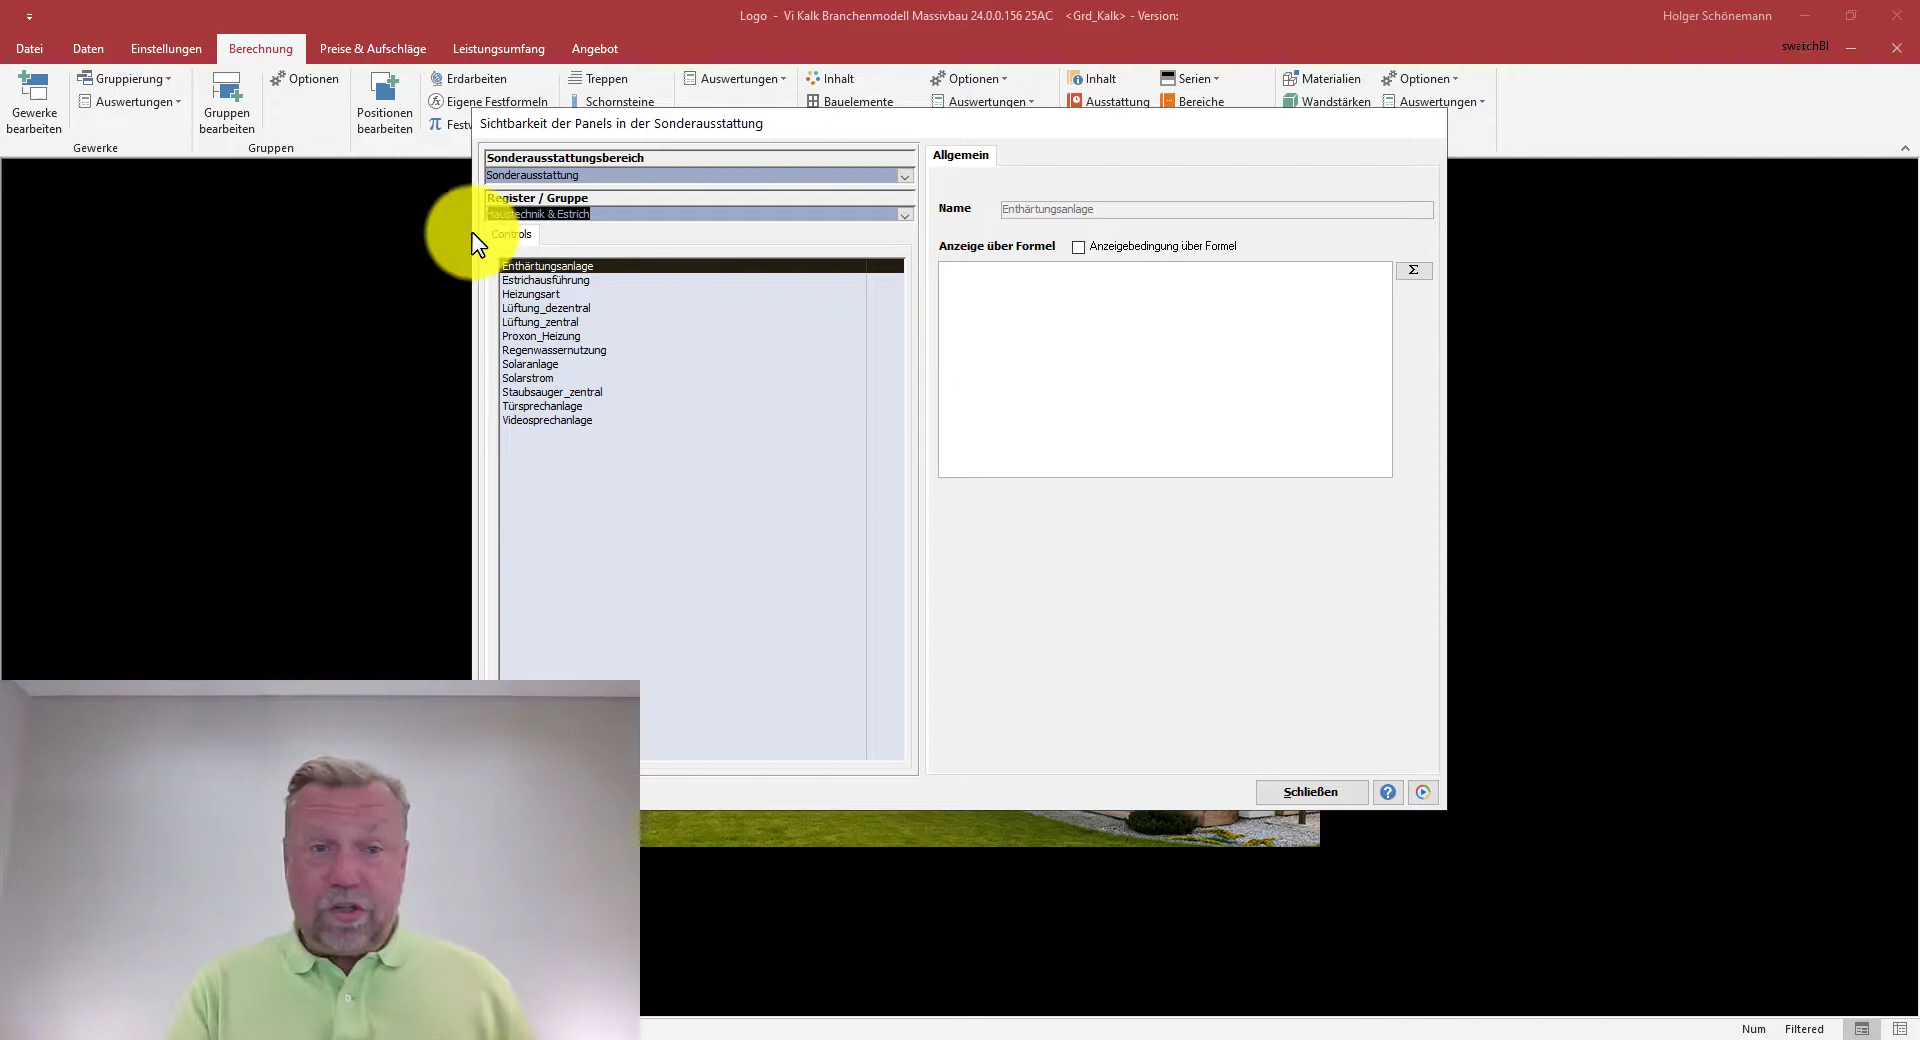 Logo - Vi Kalk Branchenmodell Massivbau 24.0.0.156 25AC <Grd_Kalk> - Version:
Holger Schönemann
Datei Daten Einstellungen Berechnung Preise & Aufschläge Leistungsumfang Angebot
swatchBI
Gewerke bearbeiten
Gruppierung
Auswertungen
Gewerke
Gruppen bearbeiten
Optionen
Gruppen
Positionen bearbeiten
Erdarbeiten
Eigene Festformeln
Treppen
Schornsteine
Auswertungen
Inhalt
Bauelemente
Optionen
Auswertungen
Inhalt
Ausstattung
Serien
Bereiche
Materialien
Wandstärken
Optionen
Auswertungen
Sichtbarkeit der Panels in der Sonderausstattung
Sonderausstattungsbereich
Sonderausstattung
Register / Gruppe
Haustechnik & Estrich
Controls
Enthärtungsanlage
Estrichausführung
Heizungsart
Lüftung_dezentral
Lüftung_zentral
Proxon_Heizung
Regenwassernutzung
Solaranlage
Solarstrom
Staubsauger_zentral
Türsprechanlage
Videosprechanlage
Allgemein
Name Enthärtungsanlage
Anzeige über Formel Anzeigebedingung über Formel
Σ
Schließen
Num Filtered